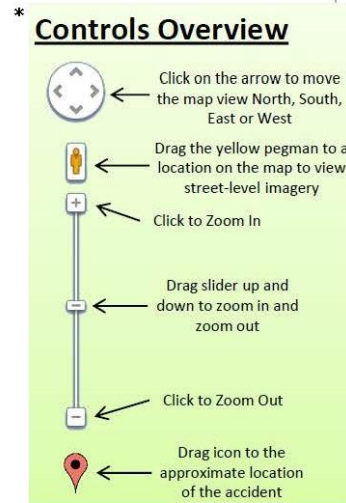 *
Controls Overview
Click on the arrow to move
the map view North, South,
East or West
Drag the yellow pegman to a
location on the map to view
street-level imagery
+
Click to Zoom In
Drag slider up and
down to zoom in and
zoom out
Click to Zoom Out
Drag icon to the
approximate location
of the accident